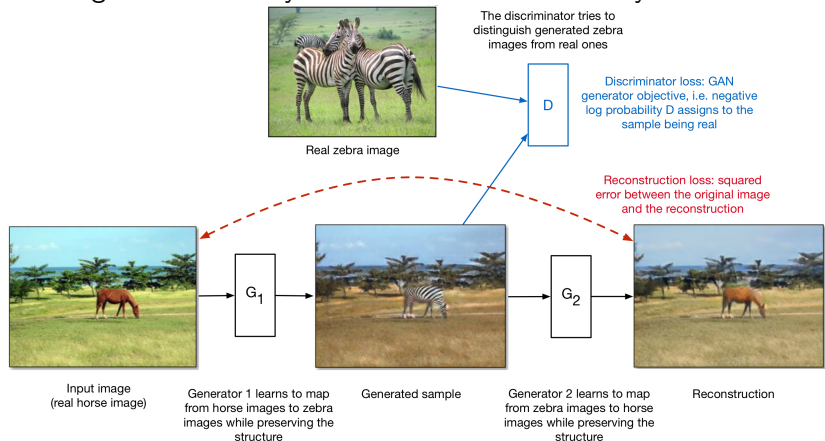 The discriminator tries to
distinguish generated zebra
images from real ones
D
Discriminator loss: GAN
generator objective, i.e. negative
log probability D assigns to the
sample being real
Real zebra image
Reconstruction loss: squared
error between the original image
and the reconstruction
G1
G2
Input image
(real horse image)
Generator 1 learns to map
from horse images to zebra
images while preserving the
structure
Generated sample
Generator 2 learns to map
from zebra images to horse
images while preserving the
structure
Reconstruction